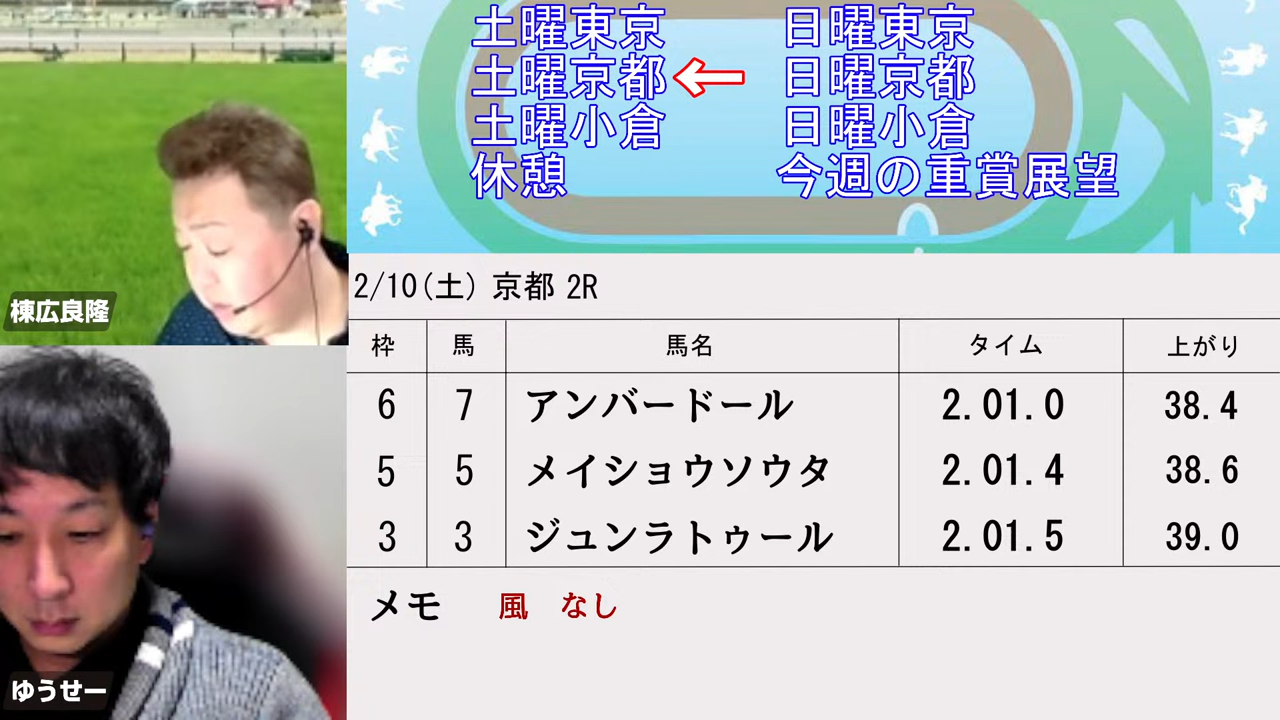 土曜東京 日曜東京
土曜京都 日曜京都
土曜小倉 日曜小倉
休憩 今週の重賞展望
棟広良隆
2/10(土) 京都 2R
枠 馬 馬名 タイム 上がり
6 7 アンバードール 2.01.0 38.4
5 5 メイショウソウタ 2.01.4 38.6
3 3 ジュンラトゥール 2.01.5 39.0
メモ 風 なし
ゆうせー